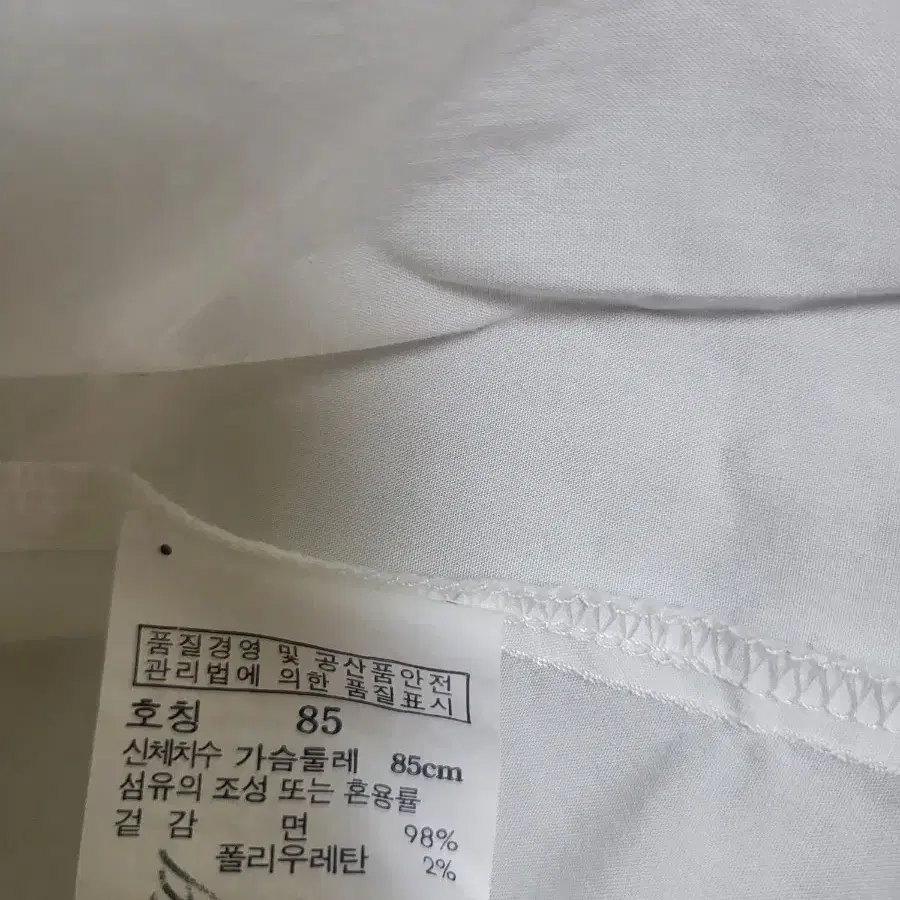 품질경영 및 공산품안전
관리법에 의한 품질표시
호칭 85
신체치수 가슴둘레 85cm
섬유의 조성 또는 혼용률
겉 감 면 98%
폴리우레탄 2%